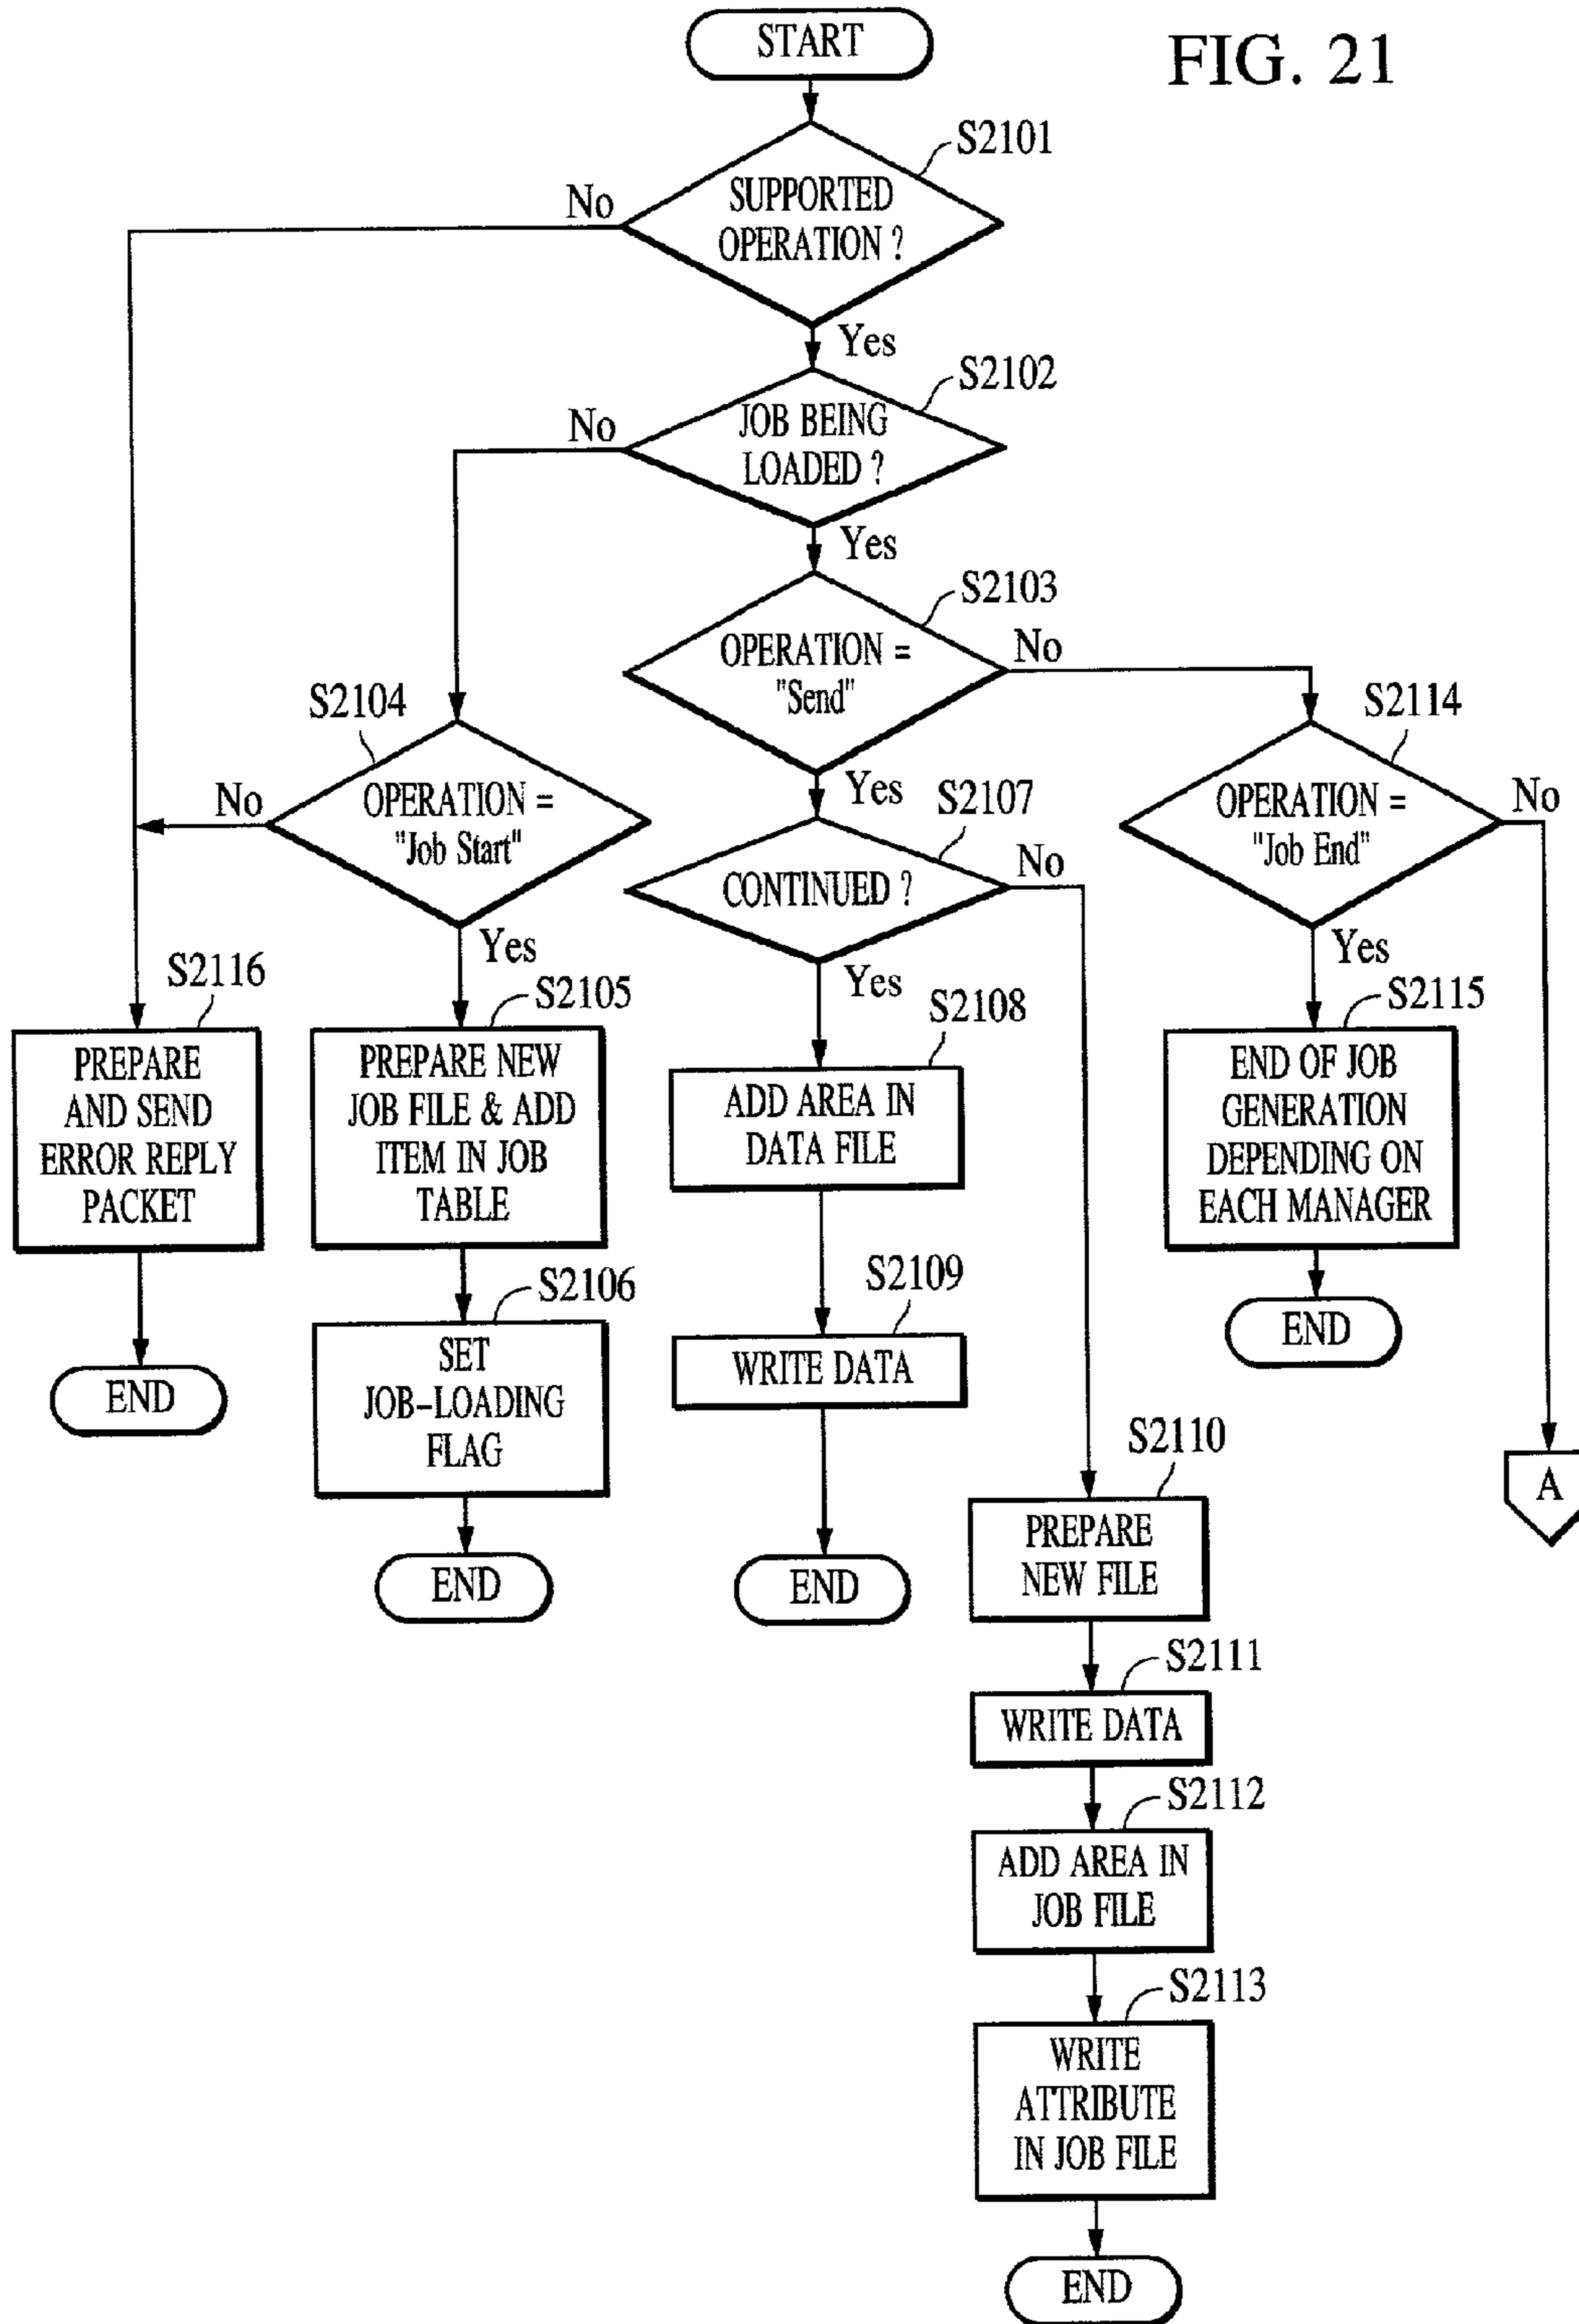 FIG. 21
START
S2101
SUPPORTED
OPERATION ?
No
Yes
S2102
JOB BEING
LOADED ?
No
Yes
S2103
OPERATION =
"Send"
No
Yes
S2104
OPERATION =
"Job Start"
No
Yes
S2107
CONTINUED ?
No
Yes
S2114
OPERATION =
"Job End"
No
Yes
S2116
PREPARE
AND SEND
ERROR REPLY
PACKET
END
S2105
PREPARE NEW
JOB FILE & ADD
ITEM IN JOB
TABLE
S2106
SET
JOB-LOADING
FLAG
END
S2108
ADD AREA IN
DATA FILE
S2109
WRITE DATA
END
S2115
END OF JOB
GENERATION
DEPENDING ON
EACH MANAGER
END
A
S2110
PREPARE
NEW FILE
S2111
WRITE DATA
S2112
ADD AREA IN
JOB FILE
S2113
WRITE
ATTRIBUTE
IN JOB FILE
END